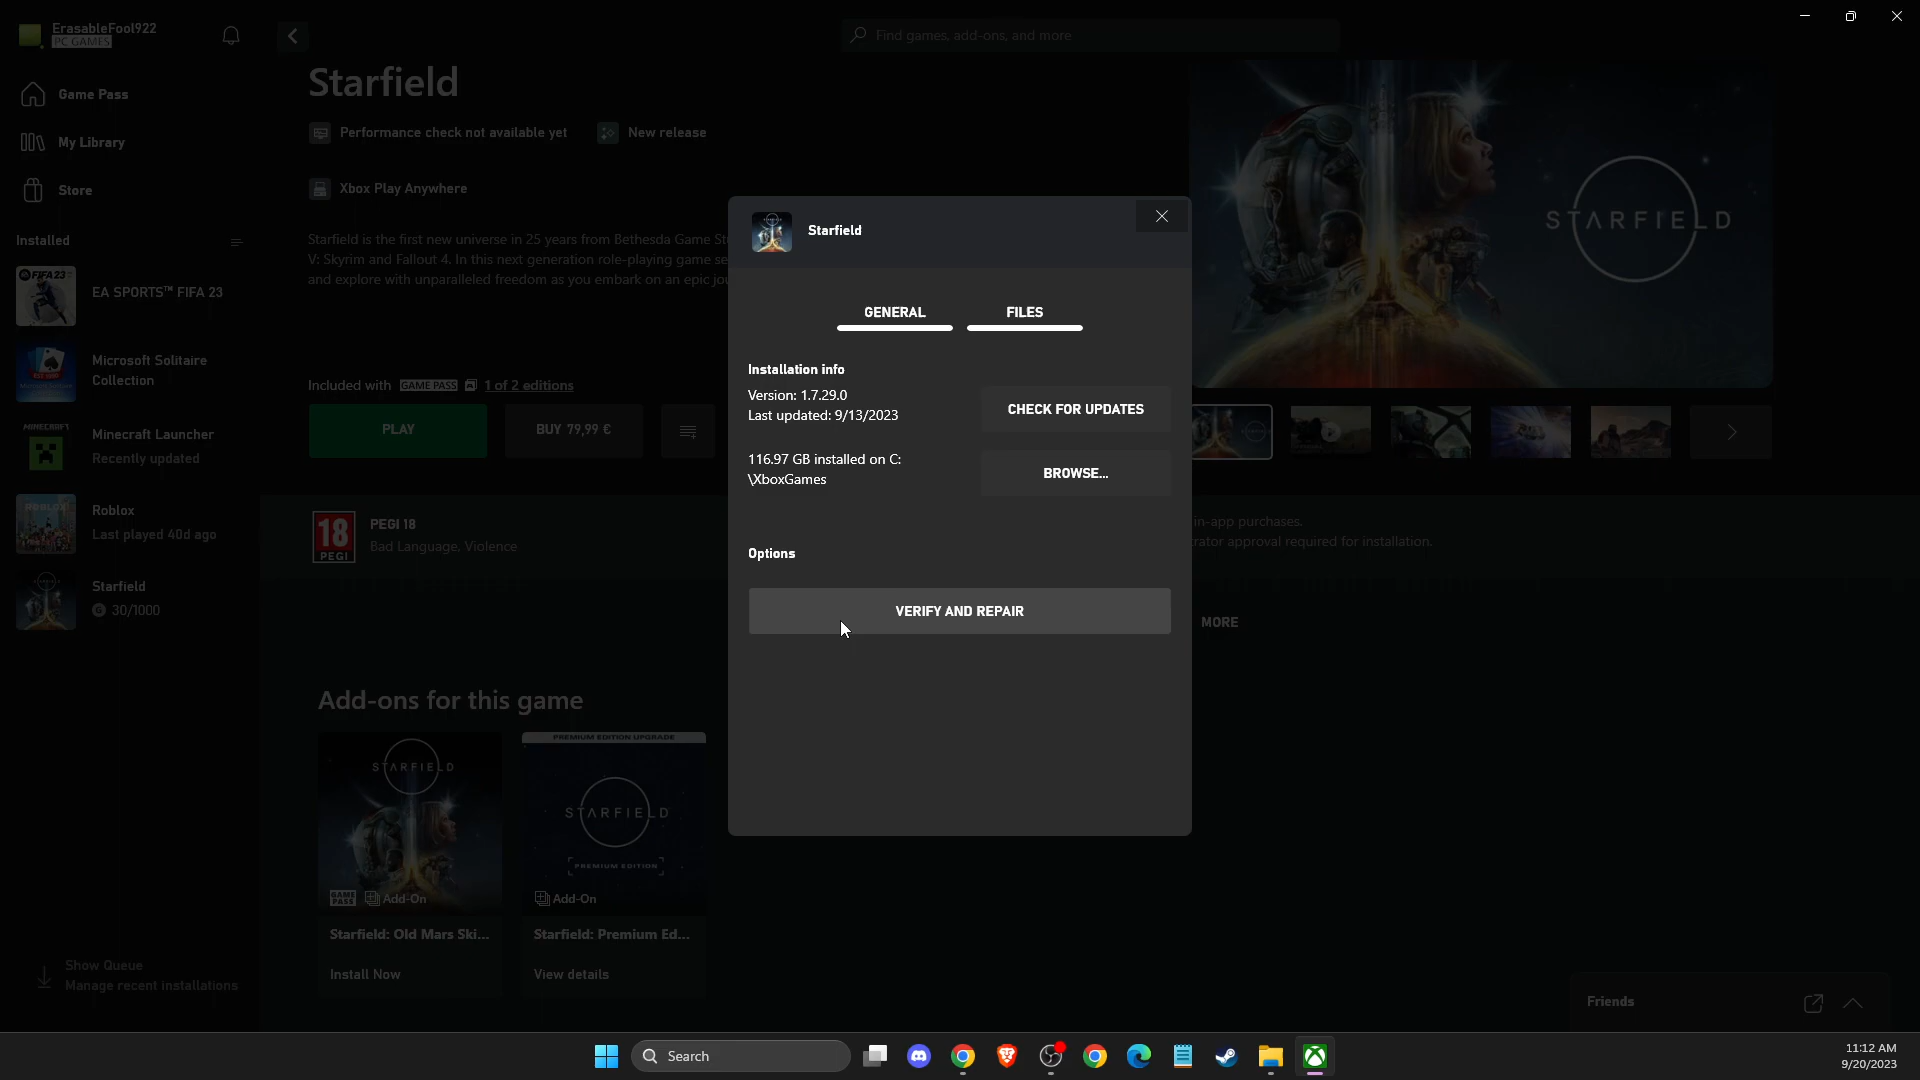 ErasableFool922
PC GAMES
Find games, add-ons, and more
Game Pass
My Library
Store
Installed
FIFA 23
EA SPORTS™ FIFA 23
Microsoft Solitaire
Collection
MINECRAFT
Minecraft Launcher
Recently updated
ROBLOX
Roblox
Last played 40d ago
Starfield
30/1000
Show Queue
Manage recent installations
Starfield
Performance check not available yet
New release
Xbox Play Anywhere
Starfield is the first new universe in 25 years from Bethesda Game
V: Skyrim and Fallout 4. In this next generation role-playing game
and explore with unparalleled freedom as you embark on an epic
Included with GAME PASS 1 of 2 editions
PLAY
BUY 79,99 €
STARFIELD
18
PEGI
PEGI 18
Bad Language, Violence
in-app purchases.
approval required for installation.
MORE
Add-ons for this game
STARFIELD
GAME PASS
Add-On
Starfield: Old Mars Ski...
Install Now
PREMIUM EDITION UPGRADE
STARFIELD
PREMIUM EDITION
Add-On
Starfield: Premium Ed...
View details
Starfield
GENERAL
FILES
Installation info
Version: 1.7.29.0
Last updated: 9/13/2023
CHECK FOR UPDATES
116.97 GB installed on C:
\XboxGames
BROWSE...
Options
VERIFY AND REPAIR
Friends
Search
11:12 AM
9/20/2023